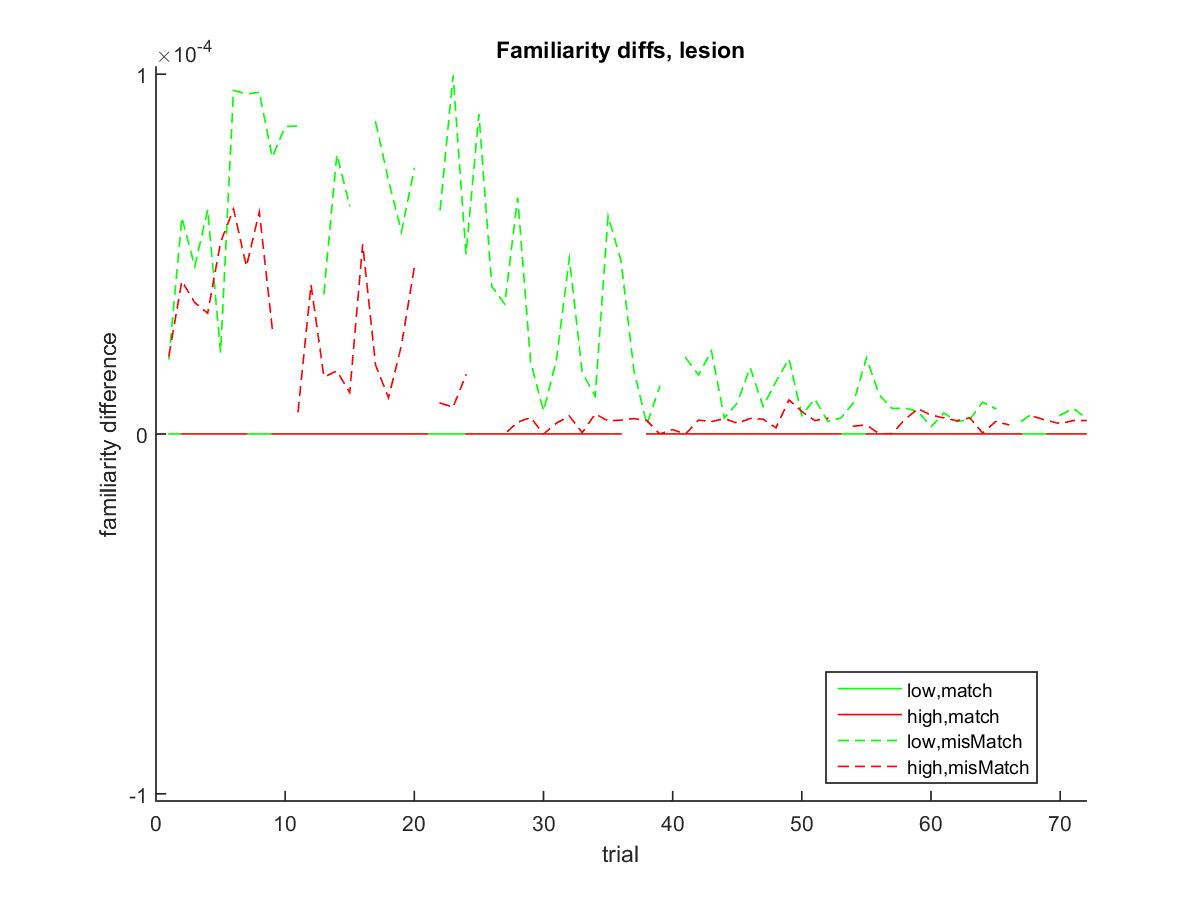 Familiarity diffs, lesion
×10-4
1
0
-1
familiarity difference
0 10 20 30 40 50 60 70
trial
low,match
high,match
low,misMatch
high,misMatch